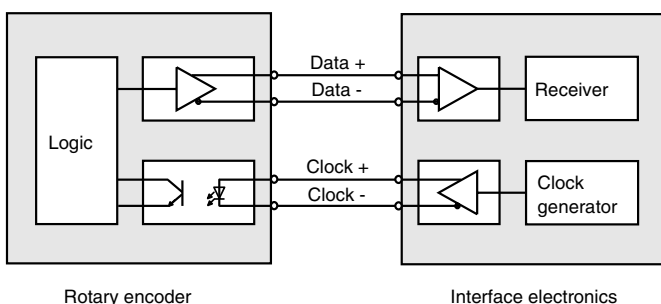 Data +
Data -
Receiver
Logic
Clock +
Clock -
Clock
generator
Rotary encoder
Interface electronics